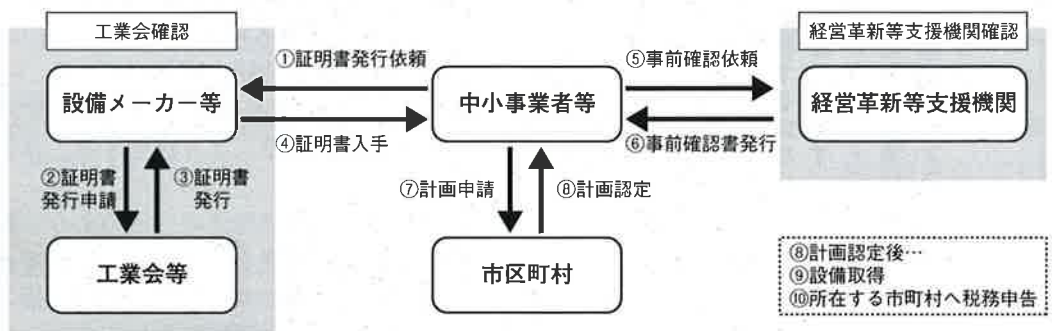 工業会確認
経営革新等支援機関確認
①証明書発行依頼
⑤事前確認依頼
設備メーカー等
中小事業者等
経営革新等支援機関
④証明書入手
⑥事前確認書発行
②証明書
発行申請
③証明書
発行
⑦計画申請
⑧計画認定
工業会等
市区町村
⑧計画認定後…
⑨設備取得
⑩所在する市町村へ税務申告